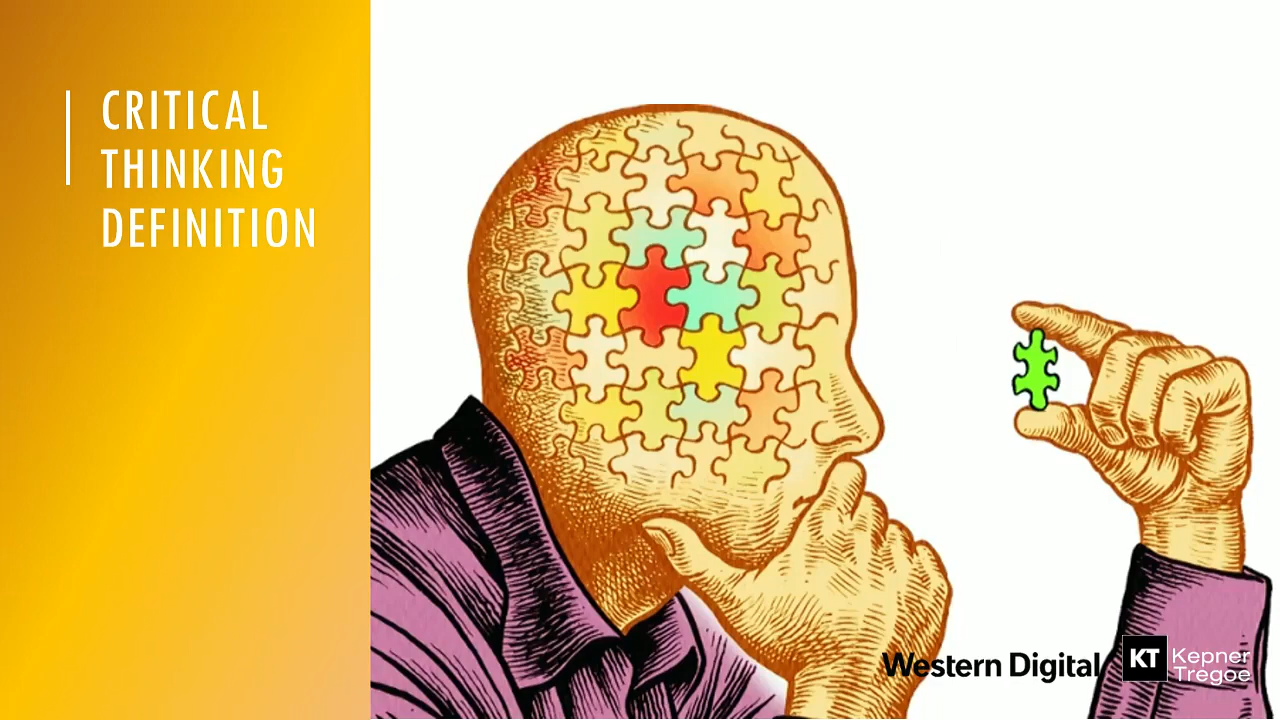 CRITICAL
THINKING
DEFINITION
Western Digital
KT Kepner
Tregoe